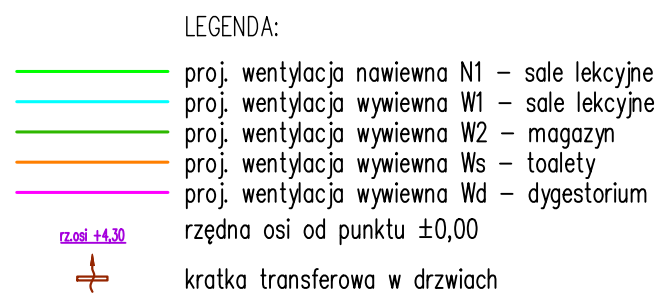 LEGENDA:
proj. wentylacja nawiewna N1 – sale lekcyjne
proj. wentylacja wywiewna W1 – sale lekcyjne
proj. wentylacja wywiewna W2 – magazyn
proj. wentylacja wywiewna Ws – toalety
proj. wentylacja wywiewna Wd – dygestorium
rz.osi +4,30 rzędna osi od punktu ±0,00
kratka transferowa w drzwiach